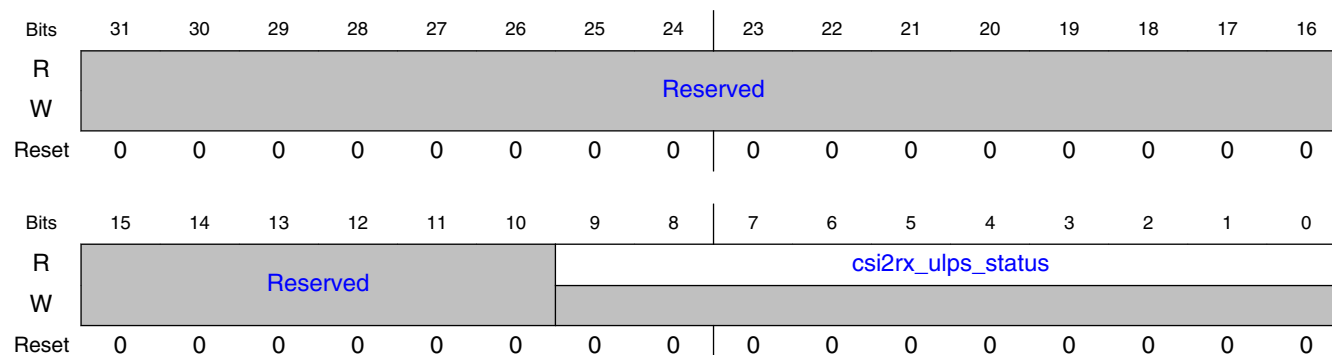 Bits 31 30 29 28 27 26 25 24 23 22 21 20 19 18 17 16
R
Reserved
W
Reset 0 0 0 0 0 0 0 0 0 0 0 0 0 0 0 0
Bits 15 14 13 12 11 10 9 8 7 6 5 4 3 2 1 0
R csi2rx_ulps_status
Reserved
W
Reset 0 0 0 0 0 0 0 0 0 0 0 0 0 0 0 0